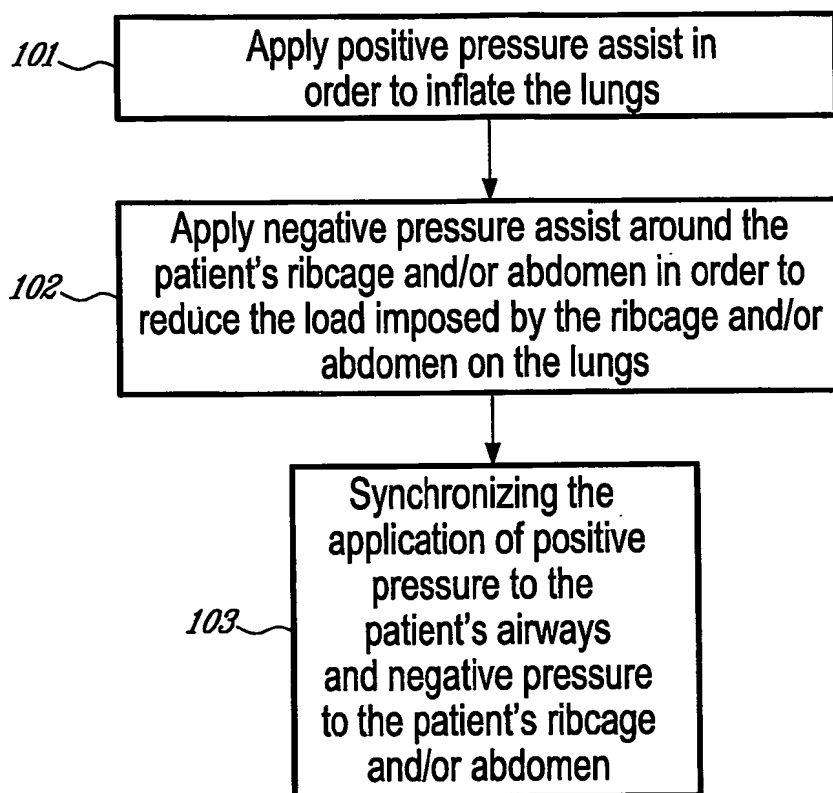 101
Apply positive pressure assist in
order to inflate the lungs
102
Apply negative pressure assist around the
patient's ribcage and/or abdomen in order to
reduce the load imposed by the ribcage and/or
abdomen on the lungs
103
Synchronizing the
application of positive
pressure to the
patient's airways
and negative pressure
to the patient's ribcage
and/or abdomen